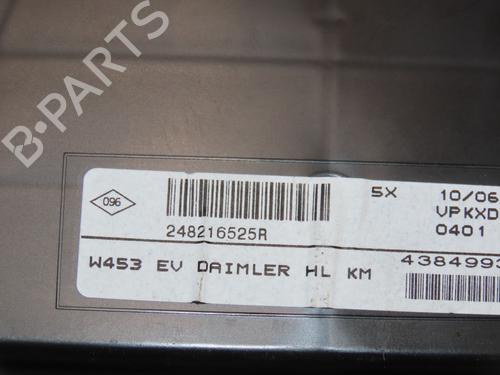 B-PARTS
096
248216525R
5X
10/06
VPKXD
0401
W453 EV DAIMLER HL KM
4384993